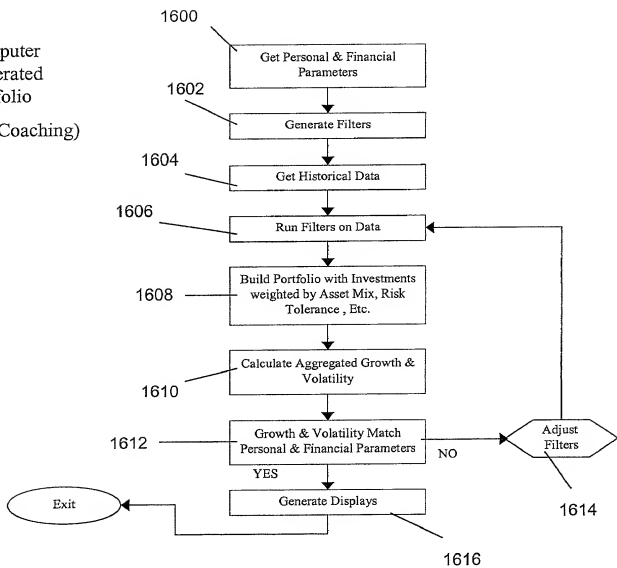 1600
Get Personal & Financial
Parameters
puter
erated
folio
Coaching)
1602
Generate Filters
1604
Get Historical Data
1606
Run Filters on Data
1608
Build Portfolio with Investments
weighted by Asset Mix, Risk
Tolerance , Etc.
1610
Calculate Aggregated Growth &
Volatility
1612
Growth & Volatility Match
Personal & Financial Parameters
NO
Adjust
Filters
1614
YES
Generate Displays
Exit
1616